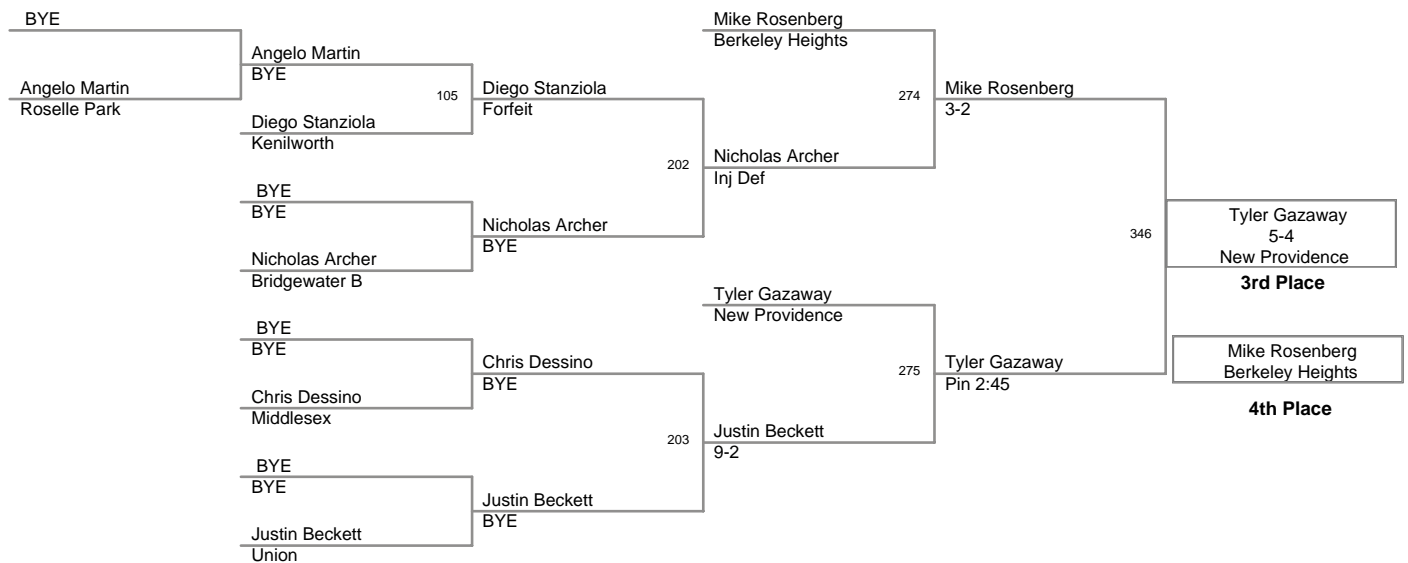 BYE
Angelo Martin
Roselle Park
Angelo Martin
BYE
105
Diego Stanziola
Kenilworth
Diego Stanziola
Forfeit
BYE
BYE
Nicholas Archer
Bridgewater B
Nicholas Archer
BYE
202
Mike Rosenberg
Berkeley Heights
Nicholas Archer
Inj Def
274
Mike Rosenberg
3-2
BYE
BYE
Chris Dessino
Middlesex
Chris Dessino
BYE
BYE
BYE
Justin Beckett
Union
Justin Beckett
BYE
203
Tyler Gazaway
New Providence
Justin Beckett
9-2
275
Tyler Gazaway
Pin 2:45
346
Tyler Gazaway
5-4
New Providence
3rd Place
Mike Rosenberg
Berkeley Heights
4th Place